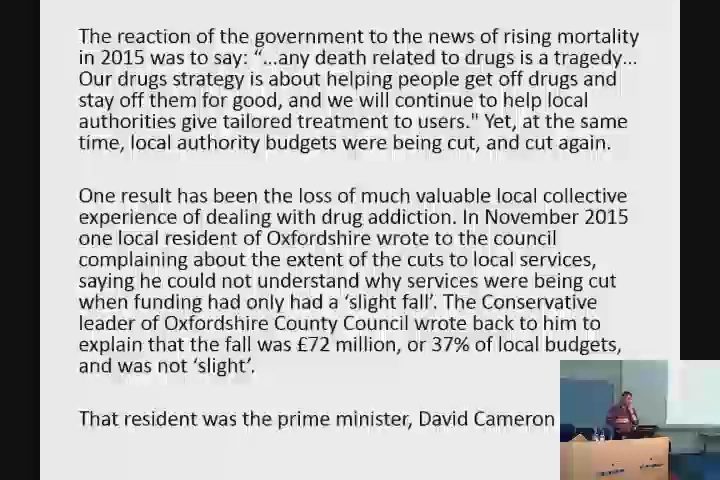 The reaction of the government to the news of rising mortality
in 2015 was to say: “…any death related to drugs is a tragedy…
Our drugs strategy is about helping people get off drugs and
stay off them for good, and we will continue to help local
authorities give tailored treatment to users." Yet, at the same
time, local authority budgets were being cut, and cut again.
One result has been the loss of much valuable local collective
experience of dealing with drug addiction. In November 2015
one local resident of Oxfordshire wrote to the council
complaining about the extent of the cuts to local services,
saying he could not understand why services were being cut
when funding had only had a ‘slight fall’. The Conservative
leader of Oxfordshire County Council wrote back to him to
explain that the fall was £72 million, or 37% of local budgets,
and was not ‘slight’.
That resident was the prime minister, David Cameron